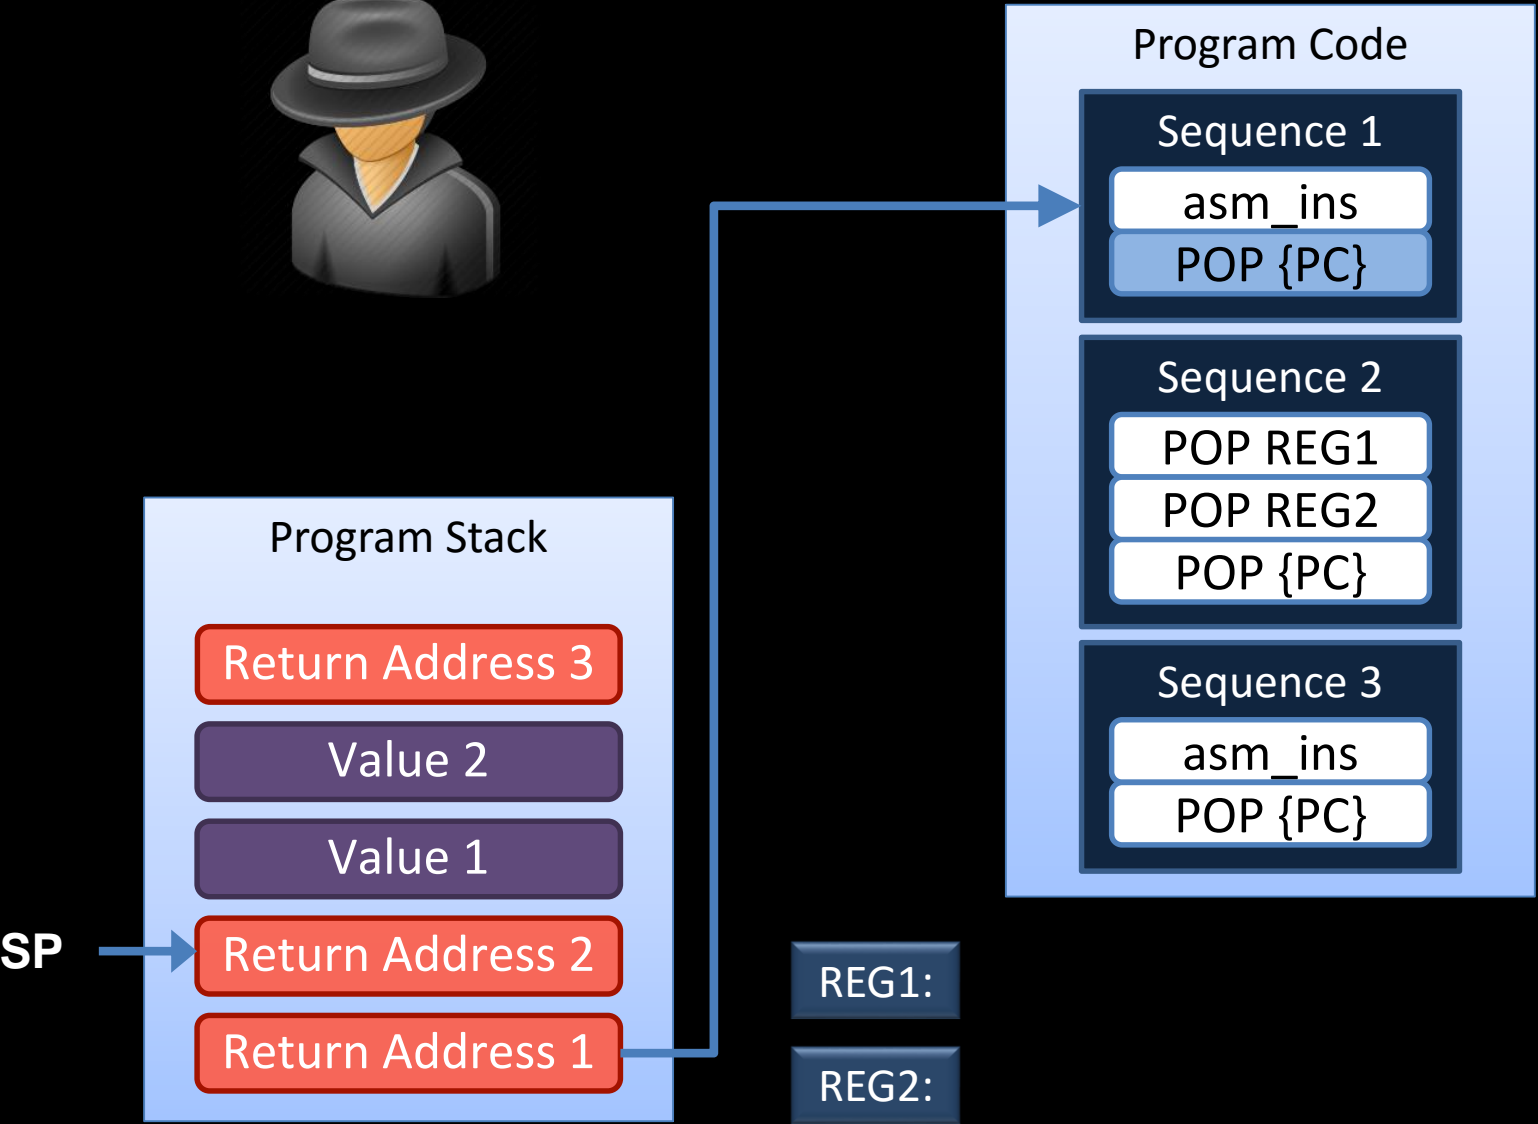 Program Code
Sequence 1
asm_ins
POP {PC}
Sequence 2
POP REG1
POP REG2
POP {PC}
Sequence 3
asm_ins
POP {PC}
Program Stack
Return Address 3
Value 2
Value 1
SP
Return Address 2
Return Address 1
REG1:
REG2: